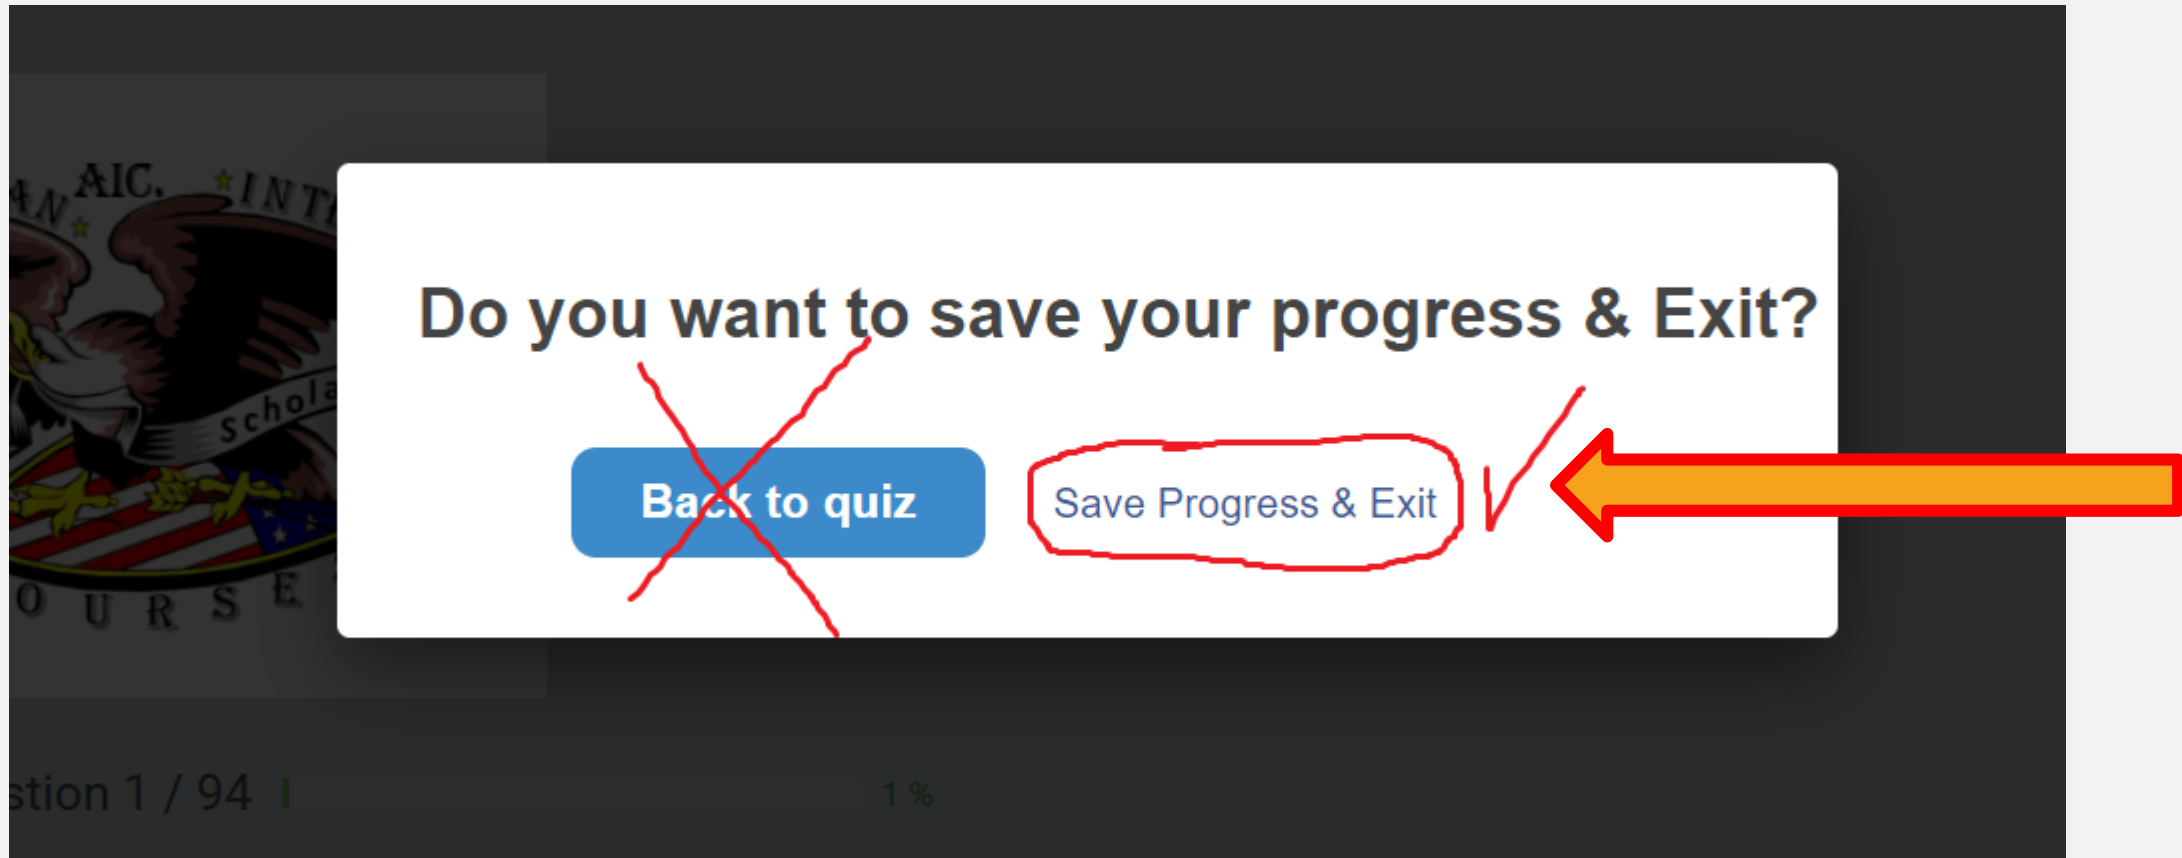 AIC.
INT
Schola
O U R S E
Do you want to save your progress & Exit?
Back to quiz
Save Progress & Exit
stion 1 / 94
1 %